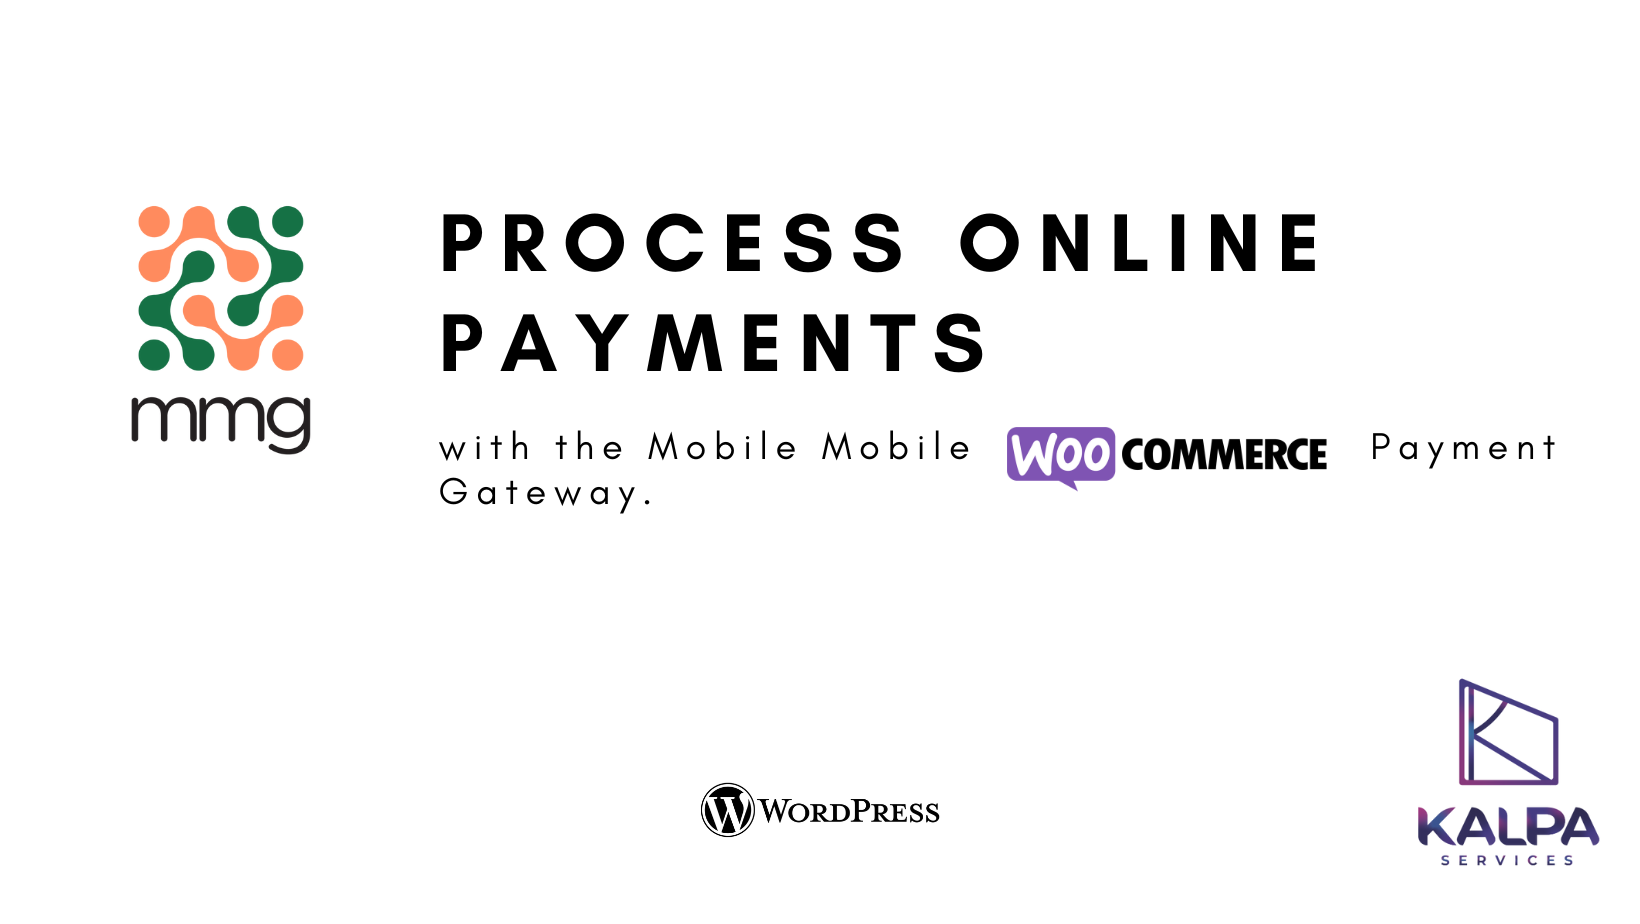 mmg
PROCESS ONLINE
PAYMENTS
with the Mobile Mobile WOO COMMERCE Payment
Gateway.
WORDPRESS
KALPA
SERVICES